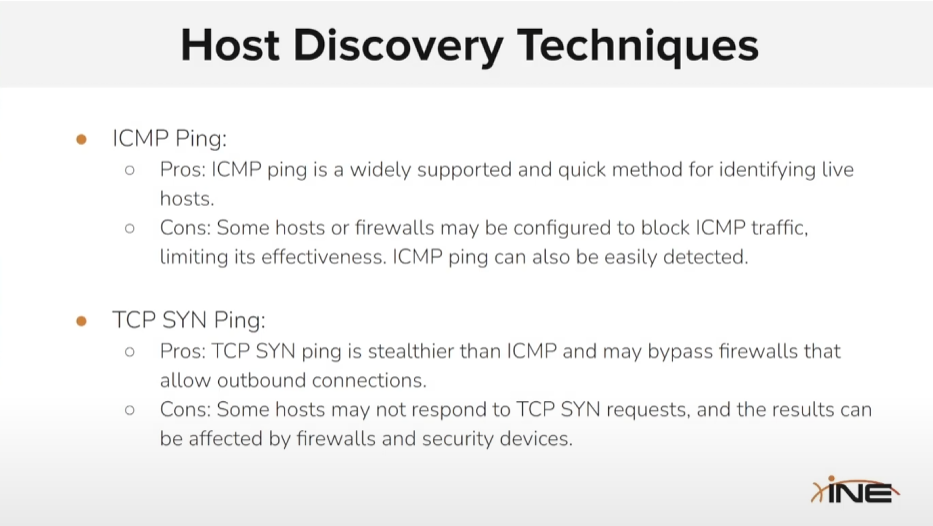 Host Discovery Techniques
● ICMP Ping:
○ Pros: ICMP ping is a widely supported and quick method for identifying live
hosts.
○ Cons: Some hosts or firewalls may be configured to block ICMP traffic,
limiting its effectiveness. ICMP ping can also be easily detected.
● TCP SYN Ping:
○ Pros: TCP SYN ping is stealthier than ICMP and may bypass firewalls that
allow outbound connections.
○ Cons: Some hosts may not respond to TCP SYN requests, and the results can
be affected by firewalls and security devices.
INE